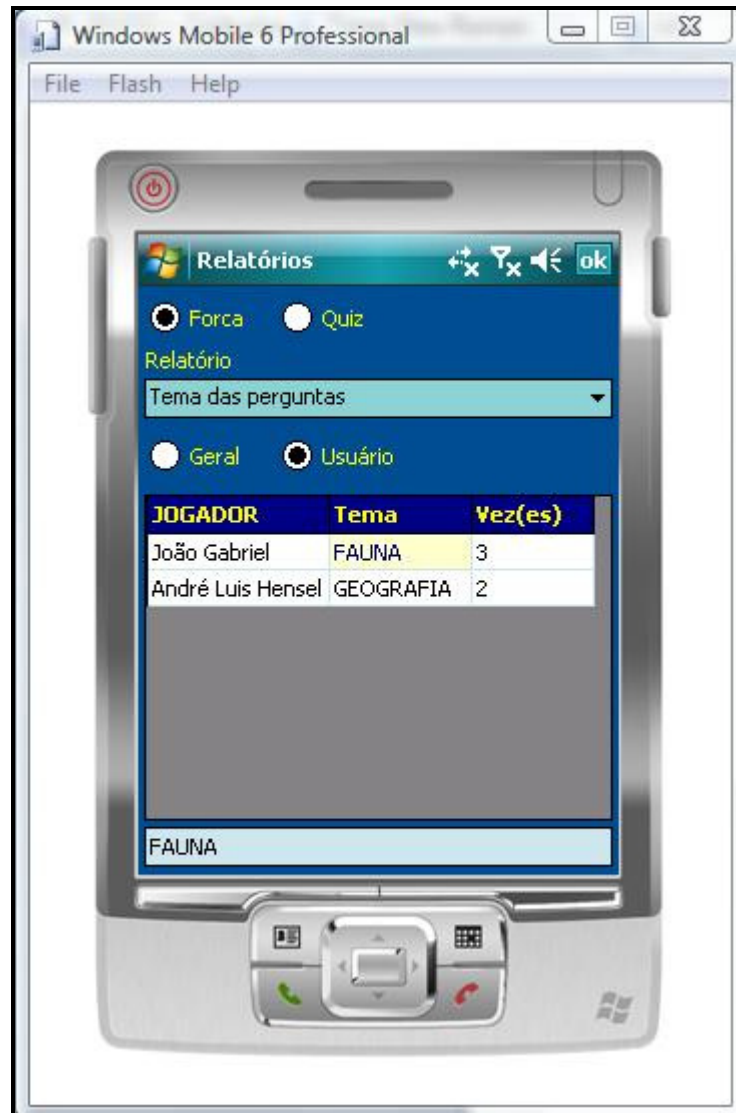 Windows Mobile 6 Professional
File Flash Help
Relatórios ok
Forca Quiz
Relatório
Tema das perguntas
Geral Usuário
JOGADOR Tema Vez(es)
João Gabriel FAUNA 3
André Luis Hensel GEOGRAFIA 2
FAUNA